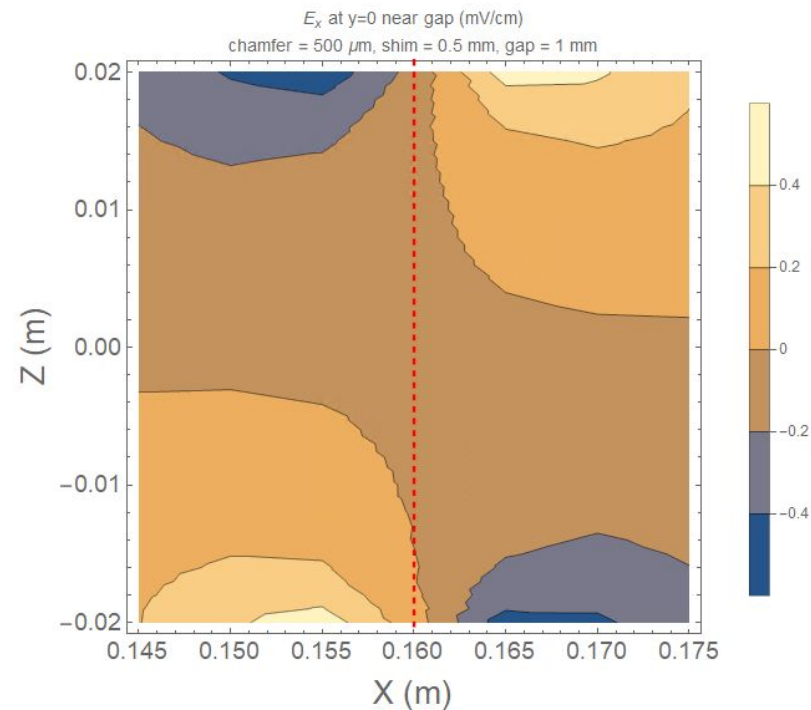 E_x at y=0 near gap (mV/cm)
chamfer = 500 μm, shim = 0.5 mm, gap = 1 mm
0.02
0.01
0.00
−0.01
−0.02
Z (m)
0.145 0.150 0.155 0.160 0.165 0.170 0.175
X (m)
0.4
0.2
0
−0.2
−0.4